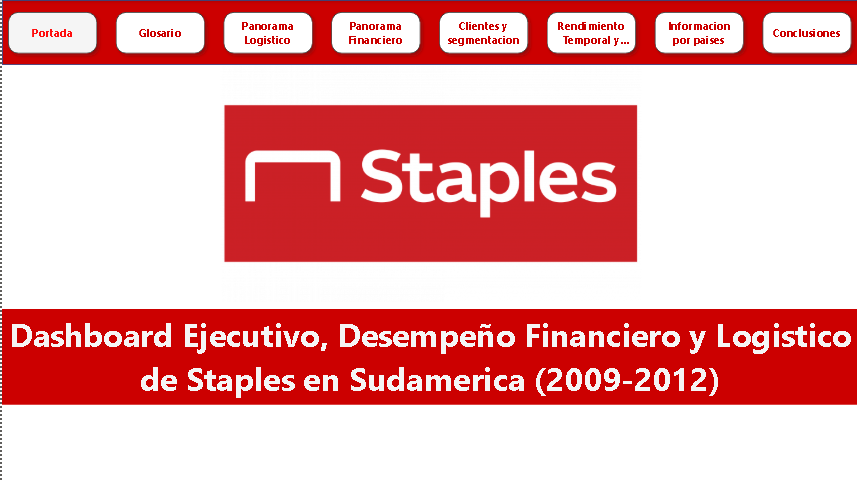 Portada
Glosario
Panorama
Logistico
Panorama
Financiero
Clientes y
segmentacion
Rendimiento
Temporal y ...
Informacion
por paises
Conclusiones
Staples
Dashboard Ejecutivo, Desempeño Financiero y Logistico
de Staples en Sudamerica (2009-2012)